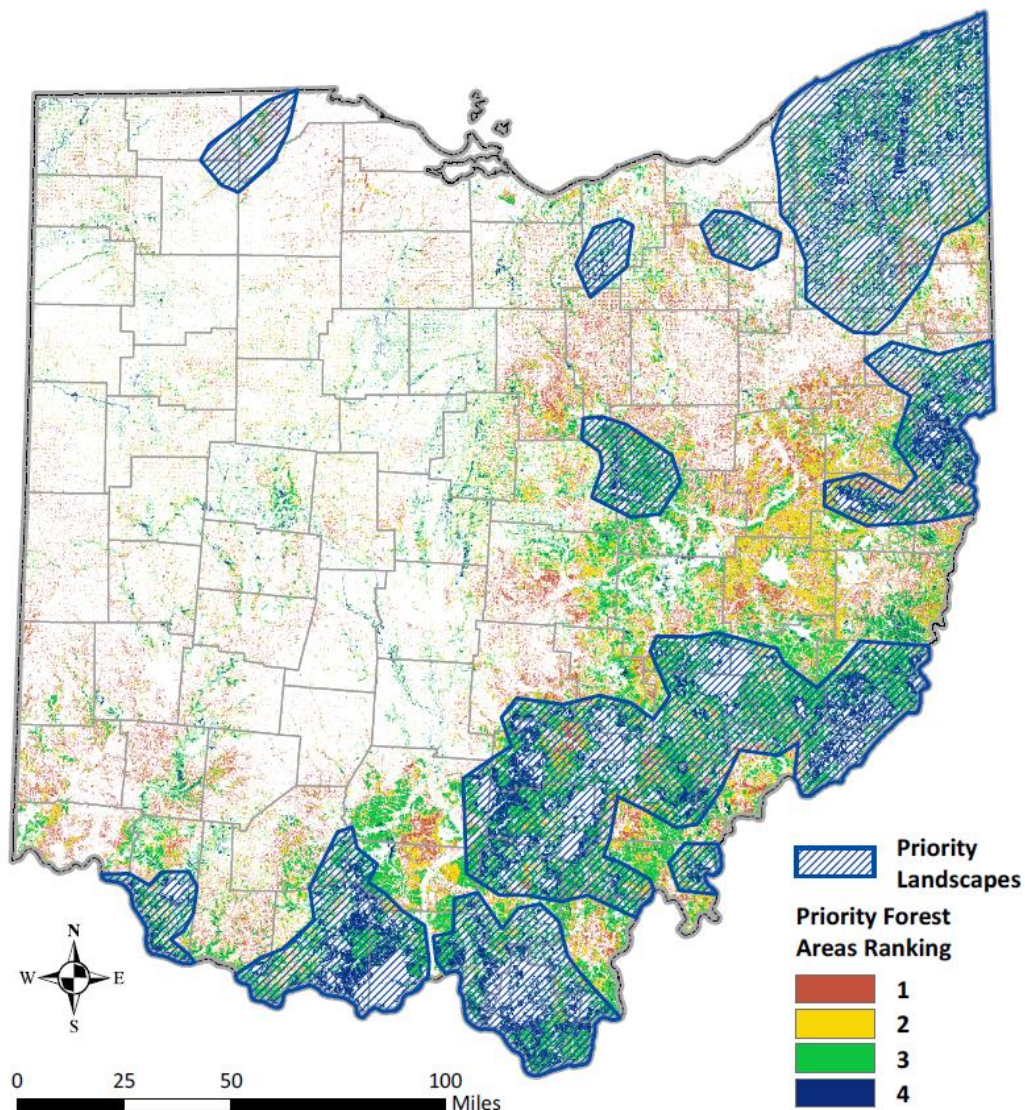 Priority
Landscapes
Priority Forest
Areas Ranking
1
2
3
4
N
W E
S
0 25 50 100
Miles